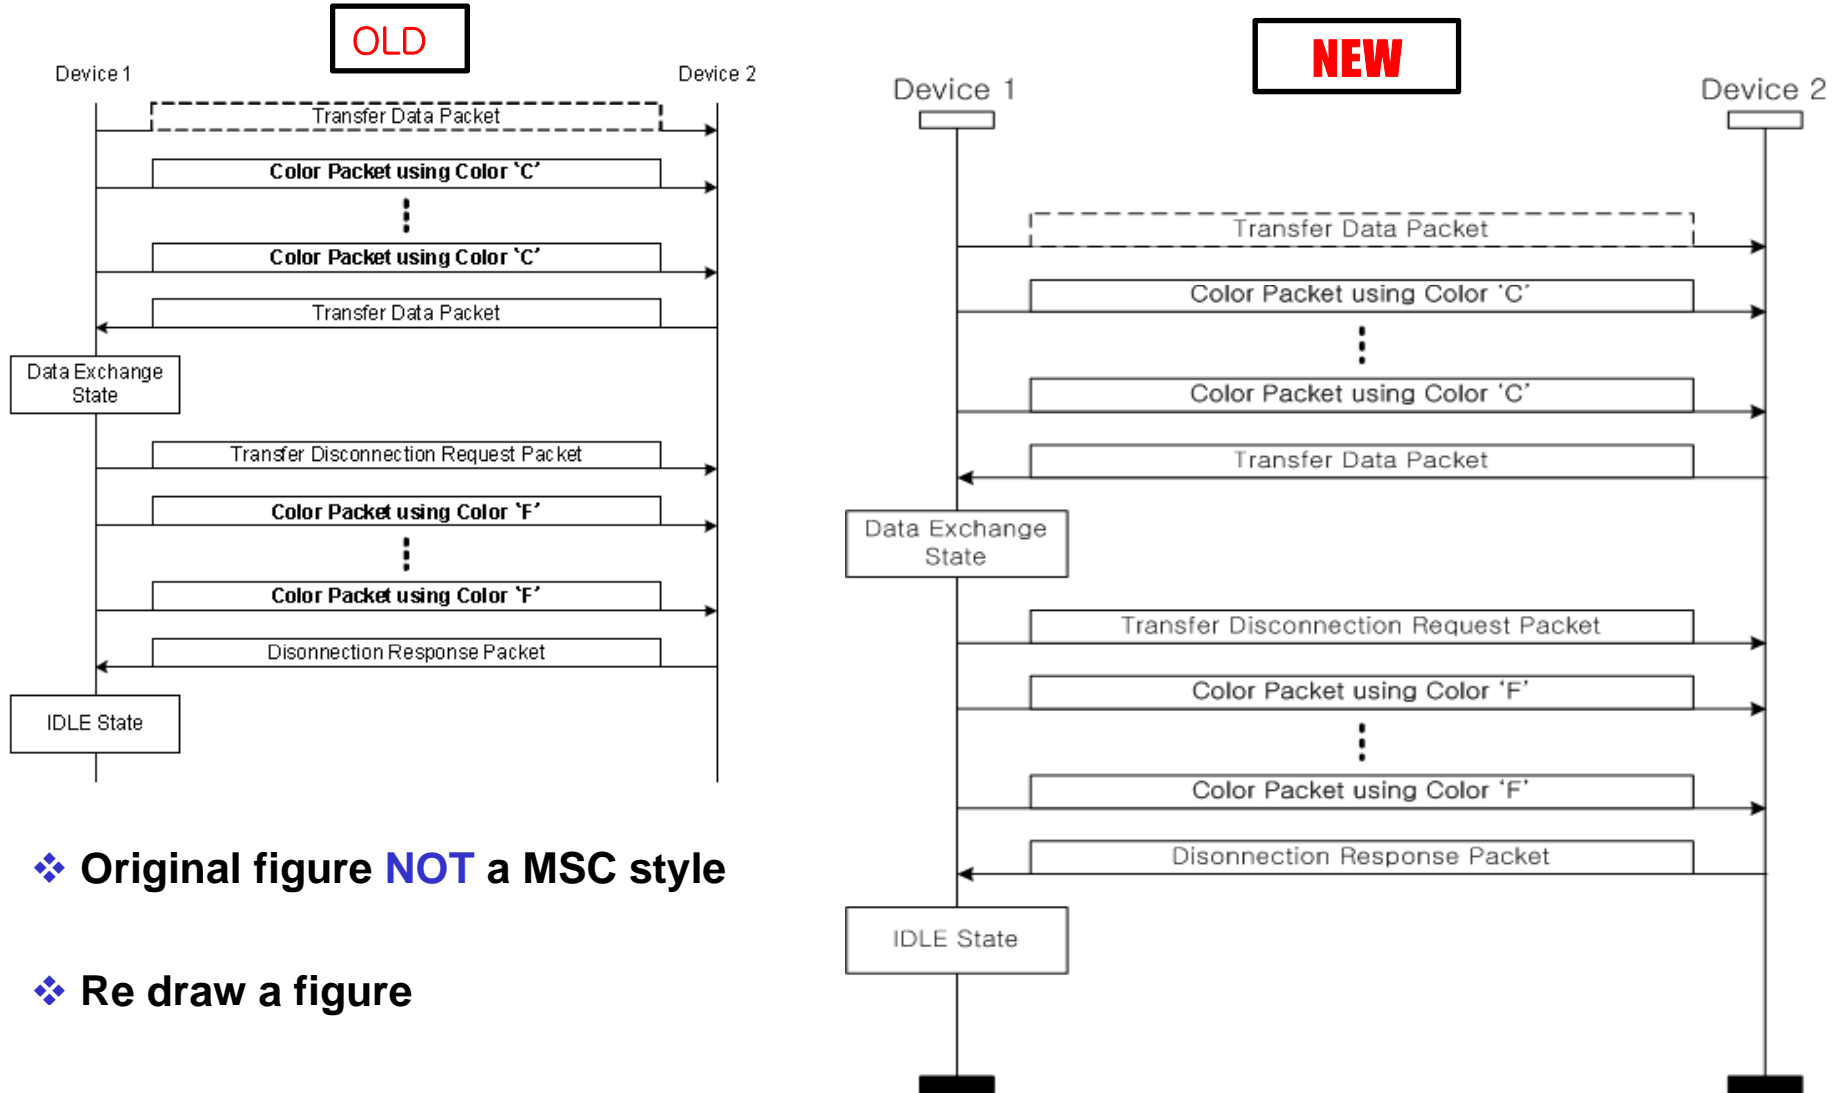 OLD
Device 1
Device 2
Transfer Data Packet
Color Packet using Color 'C'
Color Packet using Color 'C'
Transfer Data Packet
Data Exchange
State
Transfer Disconnection Request Packet
Color Packet using Color 'F'
Color Packet using Color 'F'
Disonnection Response Packet
IDLE State
Original figure NOT a MSC style
Re draw a figure
NEW
Device 1
Device 2
Transfer Data Packet
Color Packet using Color 'C'
Color Packet using Color 'C'
Transfer Data Packet
Data Exchange
State
Transfer Disconnection Request Packet
Color Packet using Color 'F'
Color Packet using Color 'F'
Disonnection Response Packet
IDLE State